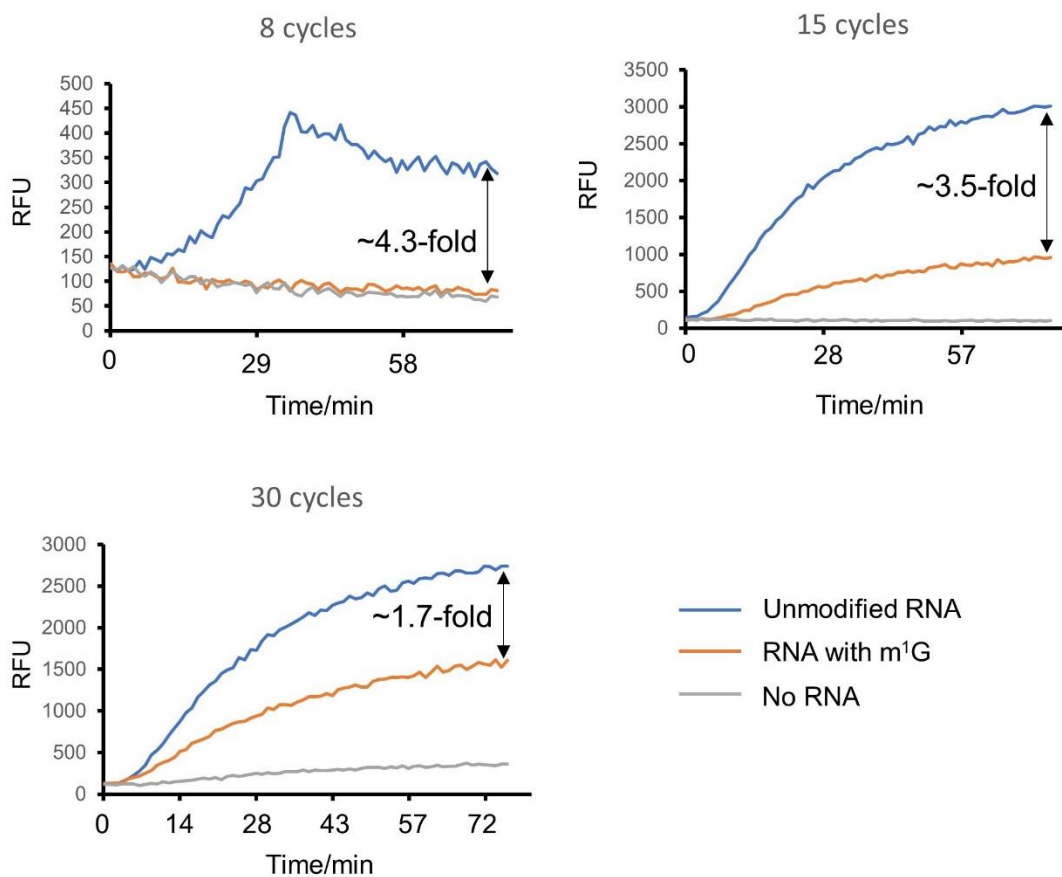 8 cycles
500
450
400
350
300
250
200
150
100
50
0
RFU
~4.3-fold
0 29 58
Time/min
15 cycles
3500
3000
2500
2000
1500
1000
500
0
RFU
~3.5-fold
0 28 57
Time/min
30 cycles
3000
2500
2000
1500
1000
500
0
RFU
~1.7-fold
0 14 28 43 57 72
Time/min
Unmodified RNA
RNA with m¹G
No RNA